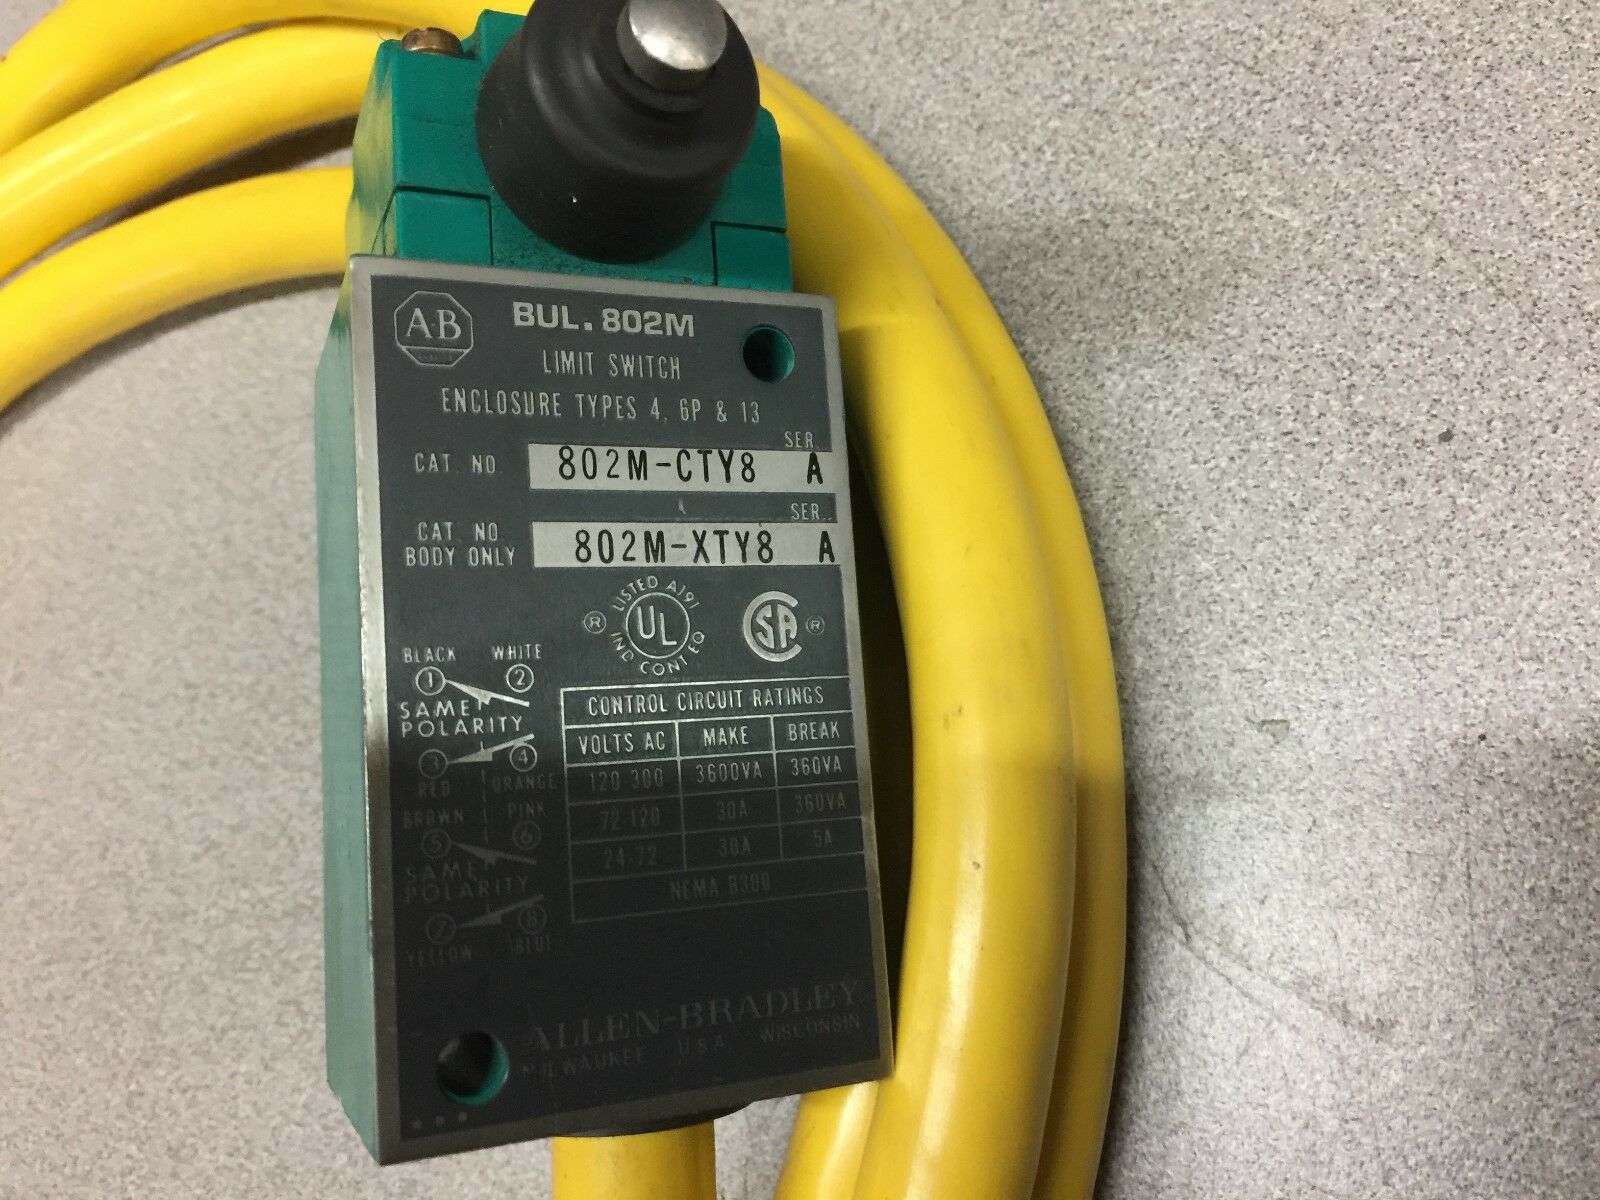 A-B
BUL. 802M
LIMIT SWITCH
ENCLOSURE TYPES 4, 6P & 13
SER.
CAT. NO. 802M-CTY8 A
SER.
CAT. NO.
BODY ONLY 802M-XTY8 A
LISTED A191
UL
IND CONT EQ
®
SA ®
BLACK WHITE
1 2
SAME
POLARITY
3 4
RED ORANGE
BROWN PINK
5 6
SAME
POLARITY
7 8
YELLOW BLUE
CONTROL CIRCUIT RATINGS
VOLTS AC MAKE BREAK
120-300 3600VA 360VA
72-120 30A 360VA
24-72 30A 5A
NEMA B300
ALLEN-BRADLEY
MILWAUKEE U.S.A. WISCONSIN